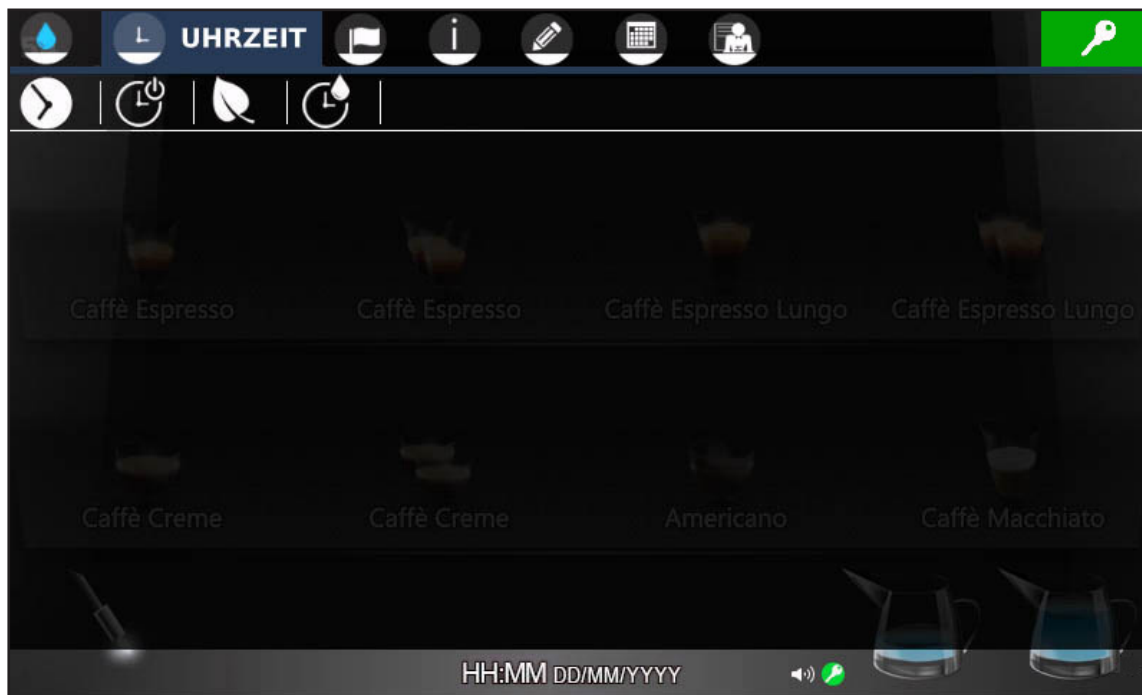 UHRZEIT
Caffè Espresso Caffè Espresso Caffè Espresso Lungo Caffè Espresso Lungo
Caffè Creme Caffè Creme Americano Caffè Macchiato
HH:MM DD/MM/YYYY